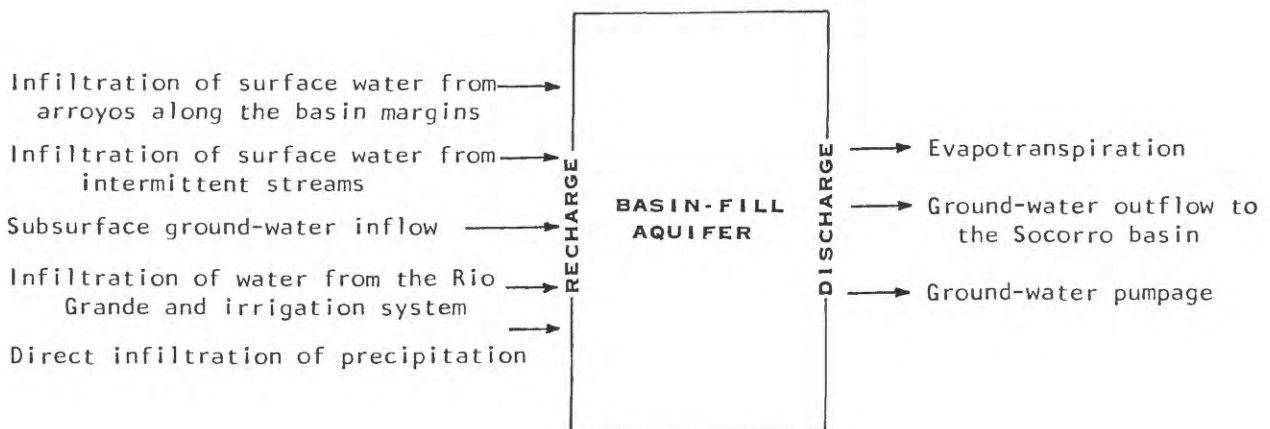 Infiltration of surface water from
arroyos along the basin margins
Infiltration of surface water from
intermittent streams
Subsurface ground-water inflow
Infiltration of water from the Rio
Grande and irrigation system
Direct infiltration of precipitation
RECHARGE
BASIN-FILL
AQUIFER
DISCHARGE
Evapotranspiration
Ground-water outflow to
the Socorro basin
Ground-water pumpage